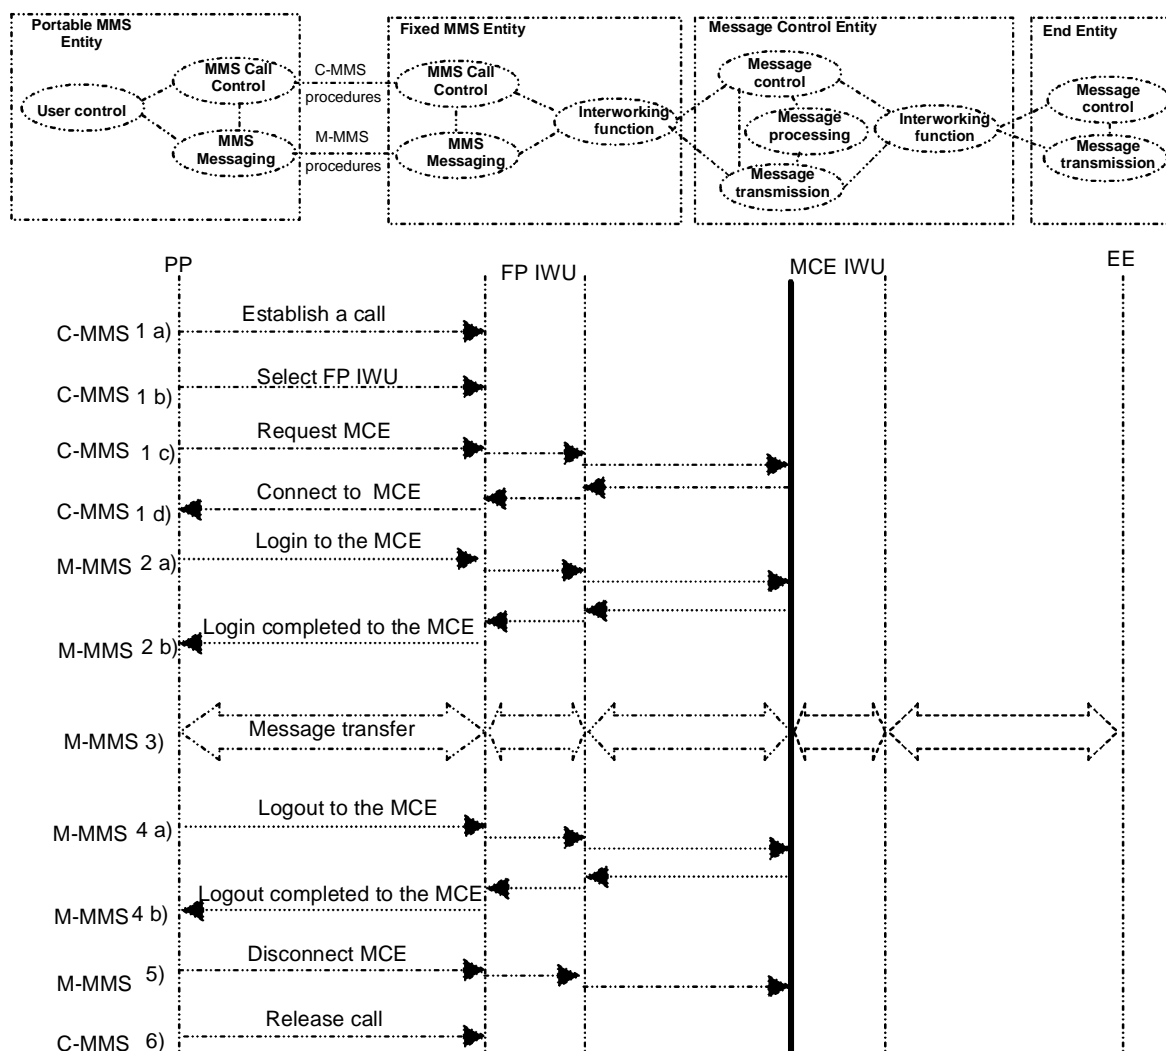 Portable MMS
Entity
Fixed MMS Entity
Message Control Entity
End Entity
User control
MMS Call
Control
MMS
Messaging
C-MMS
procedures
M-MMS
procedures
MMS Call
Control
MMS
Messaging
Interworking
function
Message
control
Message
processing
Message
transmission
Interworking
function
Message
control
Message
transmission
PP
FP IWU
MCE IWU
EE
C-MMS 1 a)
Establish a call
C-MMS 1 b)
Select FP IWU
C-MMS 1 c)
Request MCE
C-MMS 1 d)
Connect to MCE
M-MMS 2 a)
Login to the MCE
M-MMS 2 b)
Login completed to the MCE
M-MMS 3)
Message transfer
M-MMS 4 a)
Logout to the MCE
M-MMS 4 b)
Logout completed to the MCE
M-MMS 5)
Disconnect MCE
C-MMS 6)
Release call